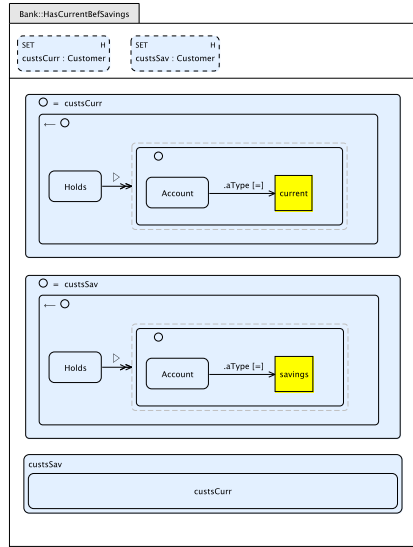 Bank::HasCurrentBefSavings
SET H
custsCurr : Customer
SET H
custsSav : Customer
= custsCurr
Holds
Account
.aType [=]
current
= custsSav
Holds
Account
.aType [=]
savings
custsSav
custsCurr